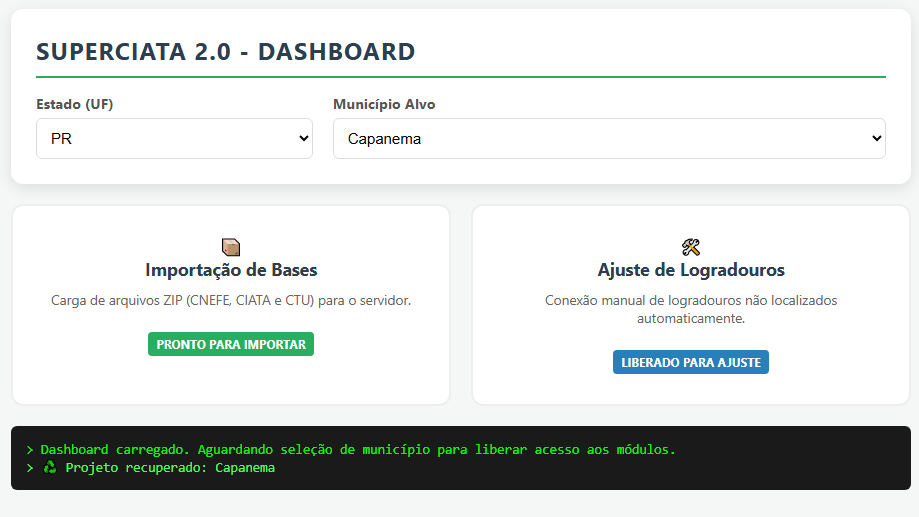 SUPERCIATA 2.0 - DASHBOARD
Estado (UF)
Município Alvo
PR
Capanema
Importação de Bases
Carga de arquivos ZIP (CNEFE, CIATA e CTU) para o servidor.
PRONTO PARA IMPORTAR
Ajuste de Logradouros
Conexão manual de logradouros não localizados
automaticamente.
LIBERADO PARA AJUSTE
> Dashboard carregado. Aguardando seleção de município para liberar acesso aos módulos.
> ♻ Projeto recuperado: Capanema